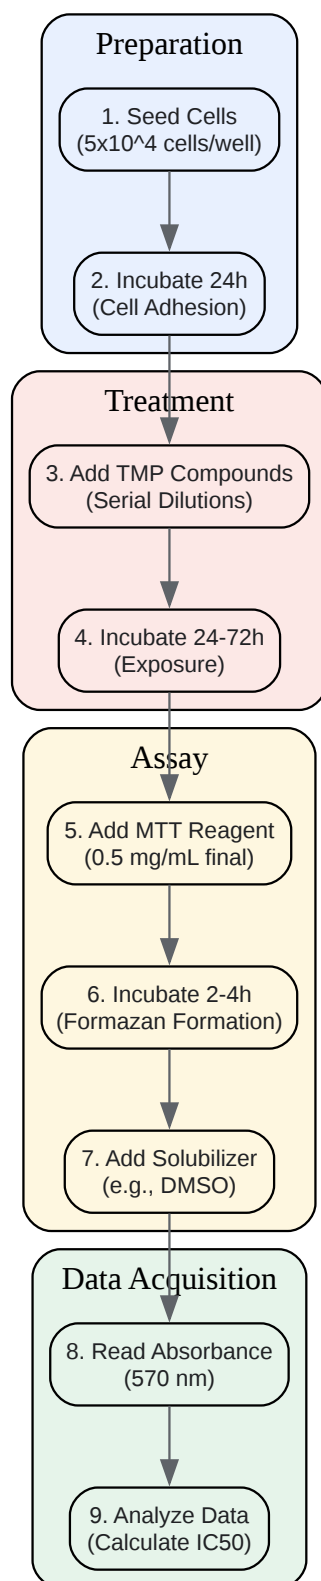 Preparation
1. Seed Cells
(5x10^4 cells/well)
2. Incubate 24h
(Cell Adhesion)
Treatment
3. Add TMP Compounds
(Serial Dilutions)
4. Incubate 24-72h
(Exposure)
Assay
5. Add MTT Reagent
(0.5 mg/mL final)
6. Incubate 2-4h
(Formazan Formation)
7. Add Solubilizer
(e.g., DMSO)
Data Acquisition
8. Read Absorbance
(570 nm)
9. Analyze Data
(Calculate IC50)